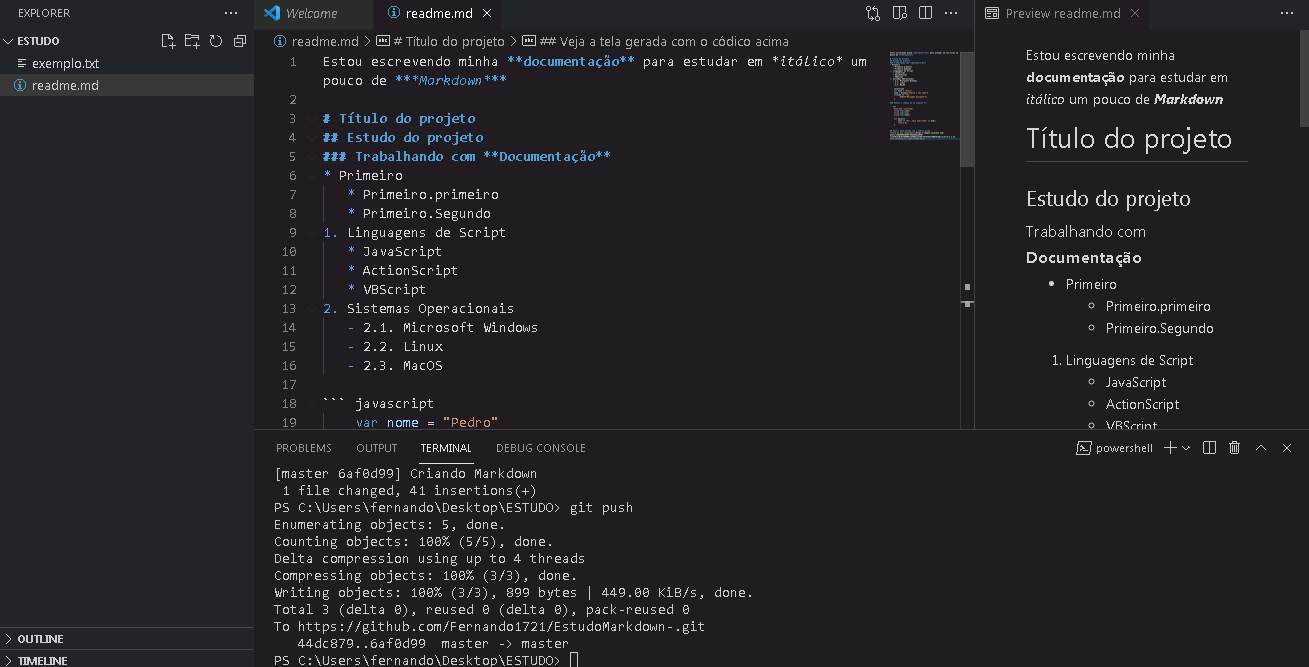 EXPLORER
ESTUDO
exemplo.txt
readme.md
OUTLINE
TIMELINE
Welcome
readme.md
readme.md > # Título do projeto > ## Veja a tela gerada com o códico acima
1 Estou escrevendo minha **documentação** para estudar em *itálico* um
pouco de ***Markdown***
2
3 # Título do projeto
4 ## Estudo do projeto
5 ### Trabalhando com **Documentação**
6 * Primeiro
7 * Primeiro.primeiro
8 * Primeiro.Segundo
9 1. Linguagens de Script
10 * JavaScript
11 * ActionScript
12 * VBScript
13 2. Sistemas Operacionais
14 - 2.1. Microsoft Windows
15 - 2.2. Linux
16 - 2.3. MacOS
17
18 ``` javascript
19 var nome = "Pedro"
Preview readme.md
Estou escrevendo minha
documentação para estudar em
itálico um pouco de Markdown
Título do projeto
Estudo do projeto
Trabalhando com
Documentação
Primeiro
Primeiro.primeiro
Primeiro.Segundo
1. Linguagens de Script
JavaScript
ActionScript
VBScript
PROBLEMS OUTPUT TERMINAL DEBUG CONSOLE
powershell
[master 6af0d99] Criando Markdown
1 file changed, 41 insertions(+)
PS C:\Users\fernando\Desktop\ESTUDO> git push
Enumerating objects: 5, done.
Counting objects: 100% (5/5), done.
Delta compression using up to 4 threads
Compressing objects: 100% (3/3), done.
Writing objects: 100% (3/3), 899 bytes | 449.00 KiB/s, done.
Total 3 (delta 0), reused 0 (delta 0), pack-reused 0
To https://github.com/Fernando1721/EstudoMarkdown-.git
44dc879..6af0d99 master -> master
PS C:\Users\fernando\Desktop\ESTUDO>